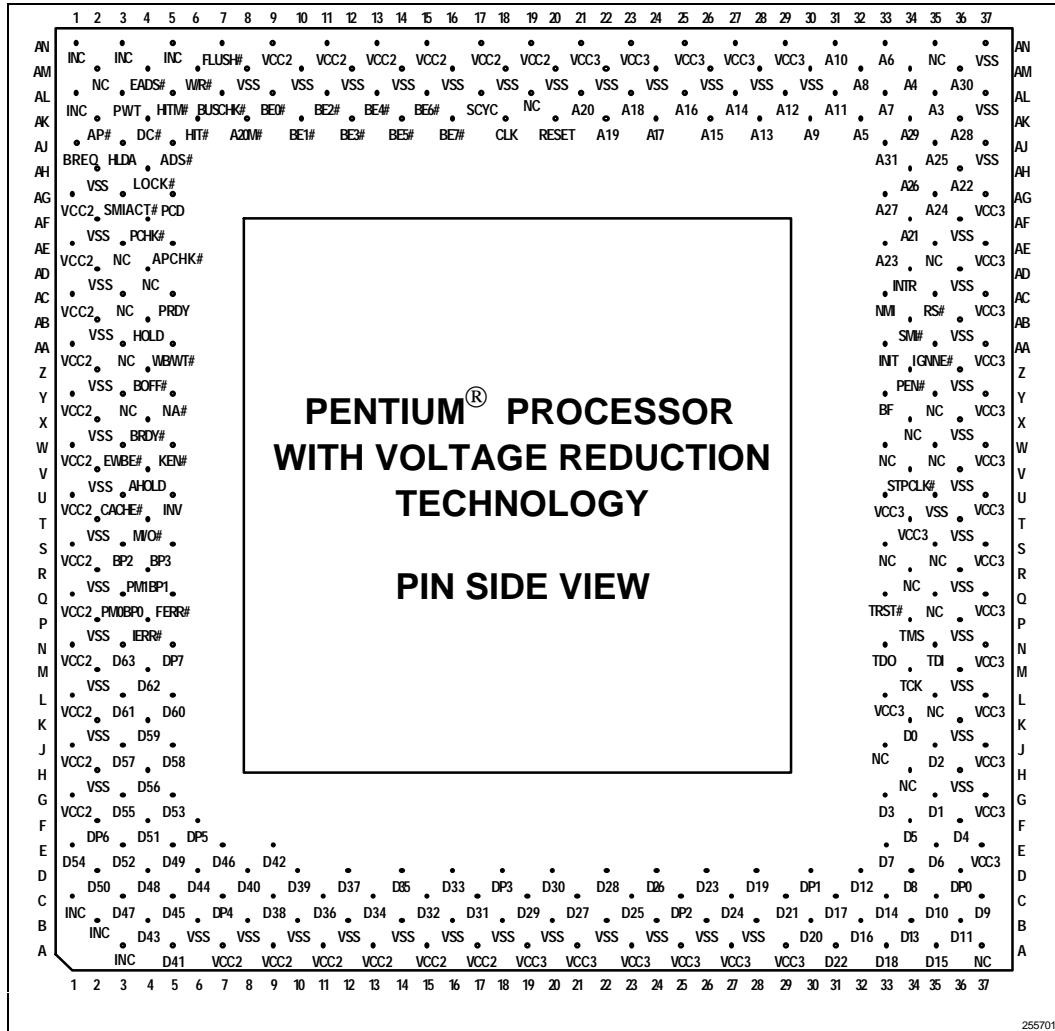 1 2 3 4 5 6 7 8 9 10 11 12 13 14 15 16 17 18 19 20 21 22 23 24 25 26 27 28 29 30 31 32 33 34 35 36 37
AN AN
INC INC INC FLUSH# VCC2 VCC2 VCC2 VCC2 VCC2 VCC2 VCC3 VCC3 VCC3 VCC3 VCC3 A10 A6 NC VSS
AM AM
NC EADS# W/R# VSS VSS VSS VSS VSS VSS VSS VSS VSS VSS VSS VSS A8 A4 A30
AL AL
INC PWT HITM# BUSCHK# BE0# BE2# BE4# BE6# SCYC NC A20 A18 A16 A14 A12 A11 A7 A3 VSS
AK AK
AP# DC# HIT# A20M# BE1# BE3# BE5# BE7# CLK RESET A19 A17 A15 A13 A9 A5 A29 A28
AJ AJ
BREQ HLDA ADS# A31 A25 VSS
AH AH
VSS LOCK# A26 A22
AG AG
VCC2 SMIACT# PCD A27 A24 VCC3
AF AF
VSS PCHK# A21 VSS
AE AE
VCC2 NC APCHK# A23 NC VCC3
AD AD
VSS NC INTR VSS
AC AC
VCC2 NC PRDY NMI RS# VCC3
AB AB
VSS HOLD SMI# VSS
AA AA
VCC2 NC WB/WT# INIT IGNNE# VCC3
Z Z
VSS BOFF# PEN# VSS
Y Y
VCC2 NC NA# BF NC VCC3
X X
VSS BRDY# NC VSS
W W
VCC2 EWBE# KEN# NC NC VCC3
V V
VSS AHOLD STPCLK# VSS
U U
VCC2 CACHE# INV VCC3 VSS VCC3
T T
VSS M/IO# VCC3 VSS
S S
VCC2 BP2 BP3 NC NC VCC3
R R
VSS PM1BP1 NC VSS
Q Q
VCC2 PM0BP0 FERR# TRST# NC VCC3
P P
VSS IERR# TMS VSS
N N
VCC2 D63 DP7 TDO TDI VCC3
M M
VSS D62 TCK VSS
L L
VCC2 D61 D60 VCC3 NC VCC3
K K
VSS D59 D0 VSS
J J
VCC2 D57 D58 NC D2 VCC3
H H
VSS D56 NC VSS
G G
VCC2 D55 D53 D3 D1 VCC3
F F
DP6 D51 DP5 D5 D4
E E
D54 D52 D49 D46 D42 D7 D6 VCC3
D D
D50 D48 D44 D40 D39 D37 D35 D33 DP3 D30 D28 D26 D23 D19 DP1 D12 D8 DP0
C C
INC D47 D45 DP4 D38 D36 D34 D32 D31 D29 D27 D25 DP2 D24 D21 D17 D14 D10 D9
B B
INC D43 VSS VSS VSS VSS VSS VSS VSS VSS VSS VSS VSS VSS D20 D16 D13 D11
A A
INC D41 VCC2 VCC2 VCC2 VCC2 VCC2 VCC2 VCC3 VCC3 VCC3 VCC3 VCC3 VCC3 D22 D18 D15 NC
1 2 3 4 5 6 7 8 9 10 11 12 13 14 15 16 17 18 19 20 21 22 23 24 25 26 27 28 29 30 31 32 33 34 35 36 37
PENTIUM® PROCESSOR
WITH VOLTAGE REDUCTION
TECHNOLOGY
PIN SIDE VIEW
255701